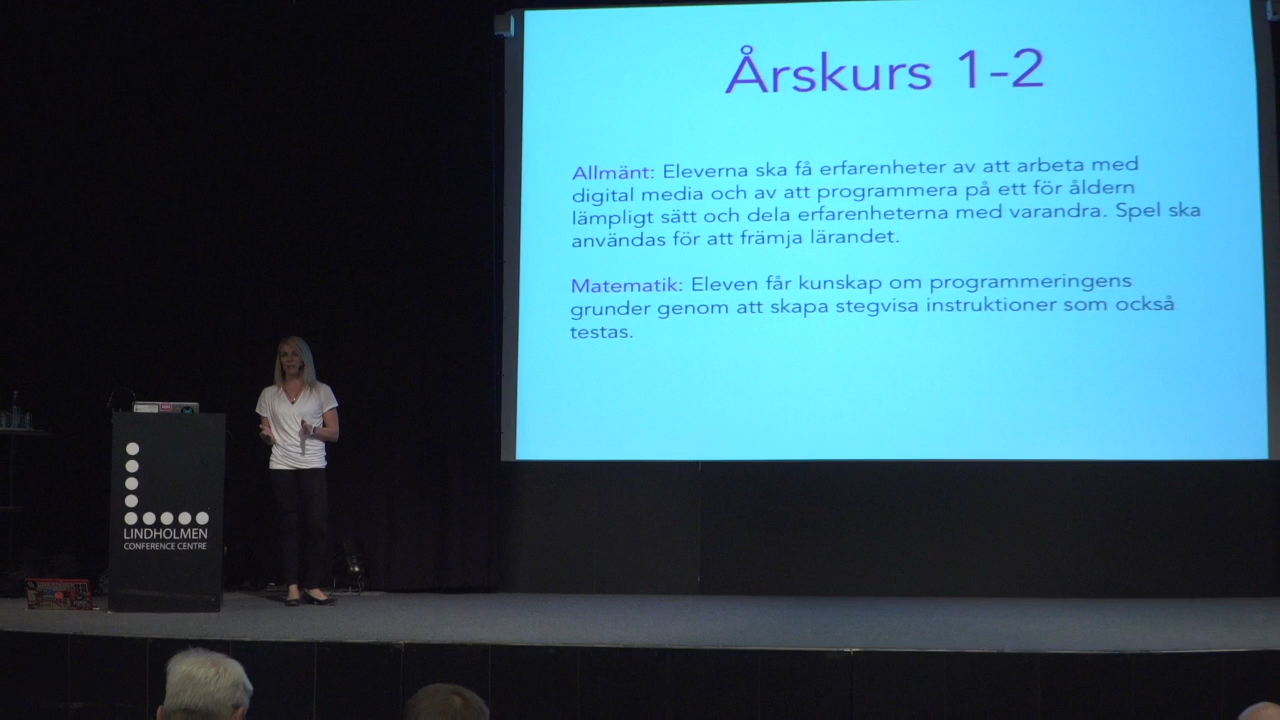 Årskurs 1-2
Allmänt: Eleverna ska få erfarenheter av att arbeta med
digital media och av att programmera på ett för åldern
lämpligt sätt och dela erfarenheterna med varandra. Spel ska
användas för att främja lärandet.
Matematik: Eleven får kunskap om programmeringens
grunder genom att skapa stegvisa instruktioner som också
testas.
LINDHOLMEN
CONFERENCE CENTRE